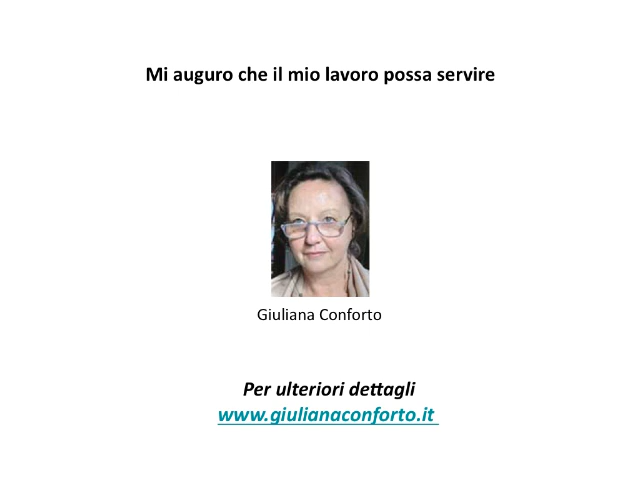 Mi auguro che il mio lavoro possa servire
Giuliana Conforto
Per ulteriori dettagli
www.giulianaconforto.it